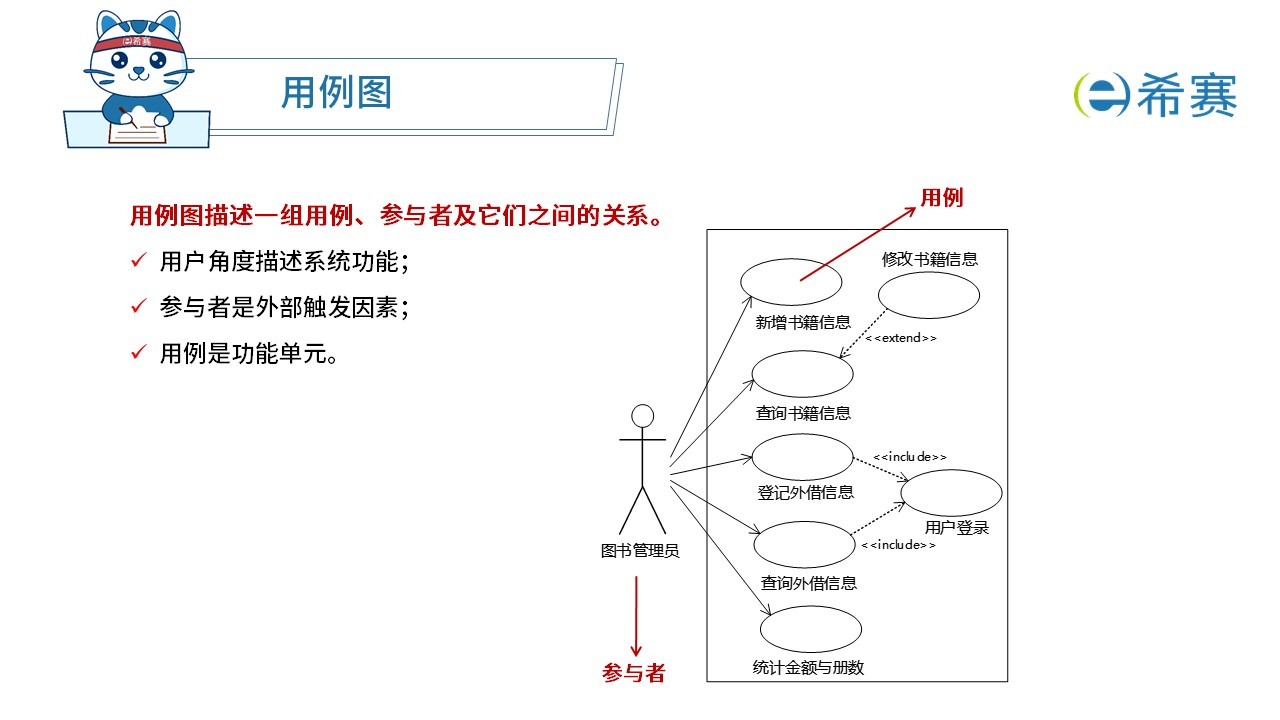 希赛
用例图
希赛
用例图描述一组用例、参与者及它们之间的关系。
用户角度描述系统功能；
参与者是外部触发因素；
用例是功能单元。
用例
修改书籍信息
新增书籍信息
<<extend>>
查询书籍信息
<<include>>
登记外借信息
用户登录
<<include>>
图书管理员
查询外借信息
统计金额与册数
参与者